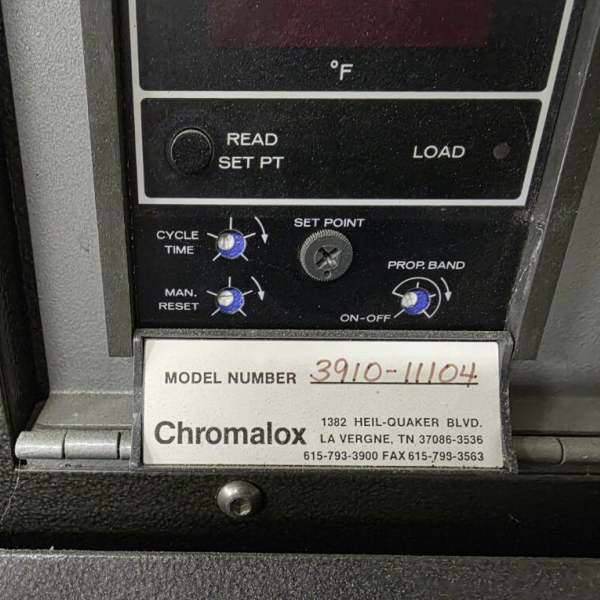 °F
READ
SET PT
LOAD
CYCLE
TIME
SET POINT
PROP. BAND
MAN.
RESET
ON-OFF
MODEL NUMBER 3910-11104
Chromalox
1382 HEIL-QUAKER BLVD.
LA VERGNE, TN 37086-3536
615-793-3900 FAX 615-793-3563